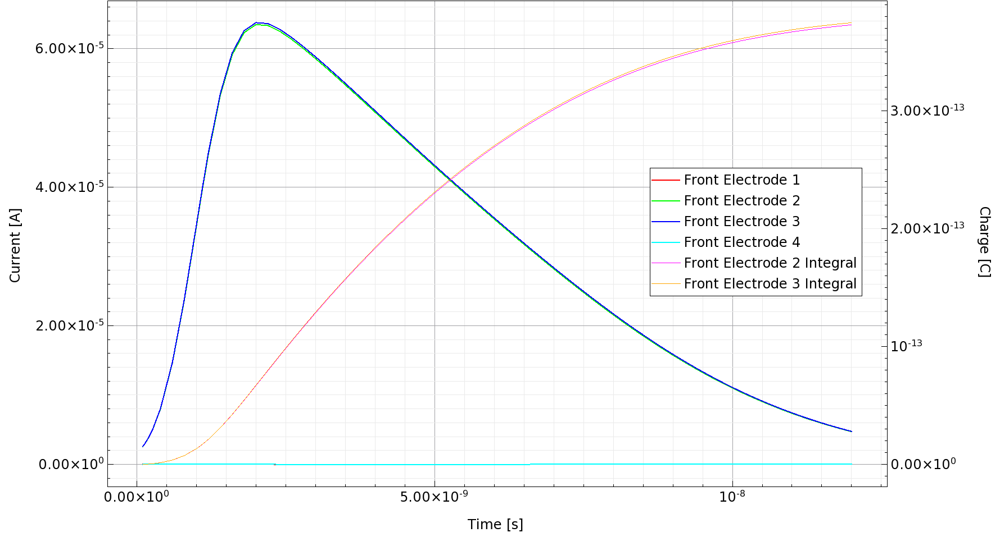 6.00×10⁻⁵
4.00×10⁻⁵
2.00×10⁻⁵
0.00×10⁰
Current [A]
3.00×10⁻¹³
2.00×10⁻¹³
10⁻¹³
0.00×10⁰
Charge [C]
Front Electrode 1
Front Electrode 2
Front Electrode 3
Front Electrode 4
Front Electrode 2 Integral
Front Electrode 3 Integral
0.00×10⁰ 5.00×10⁻⁹ 10⁻⁸
Time [s]